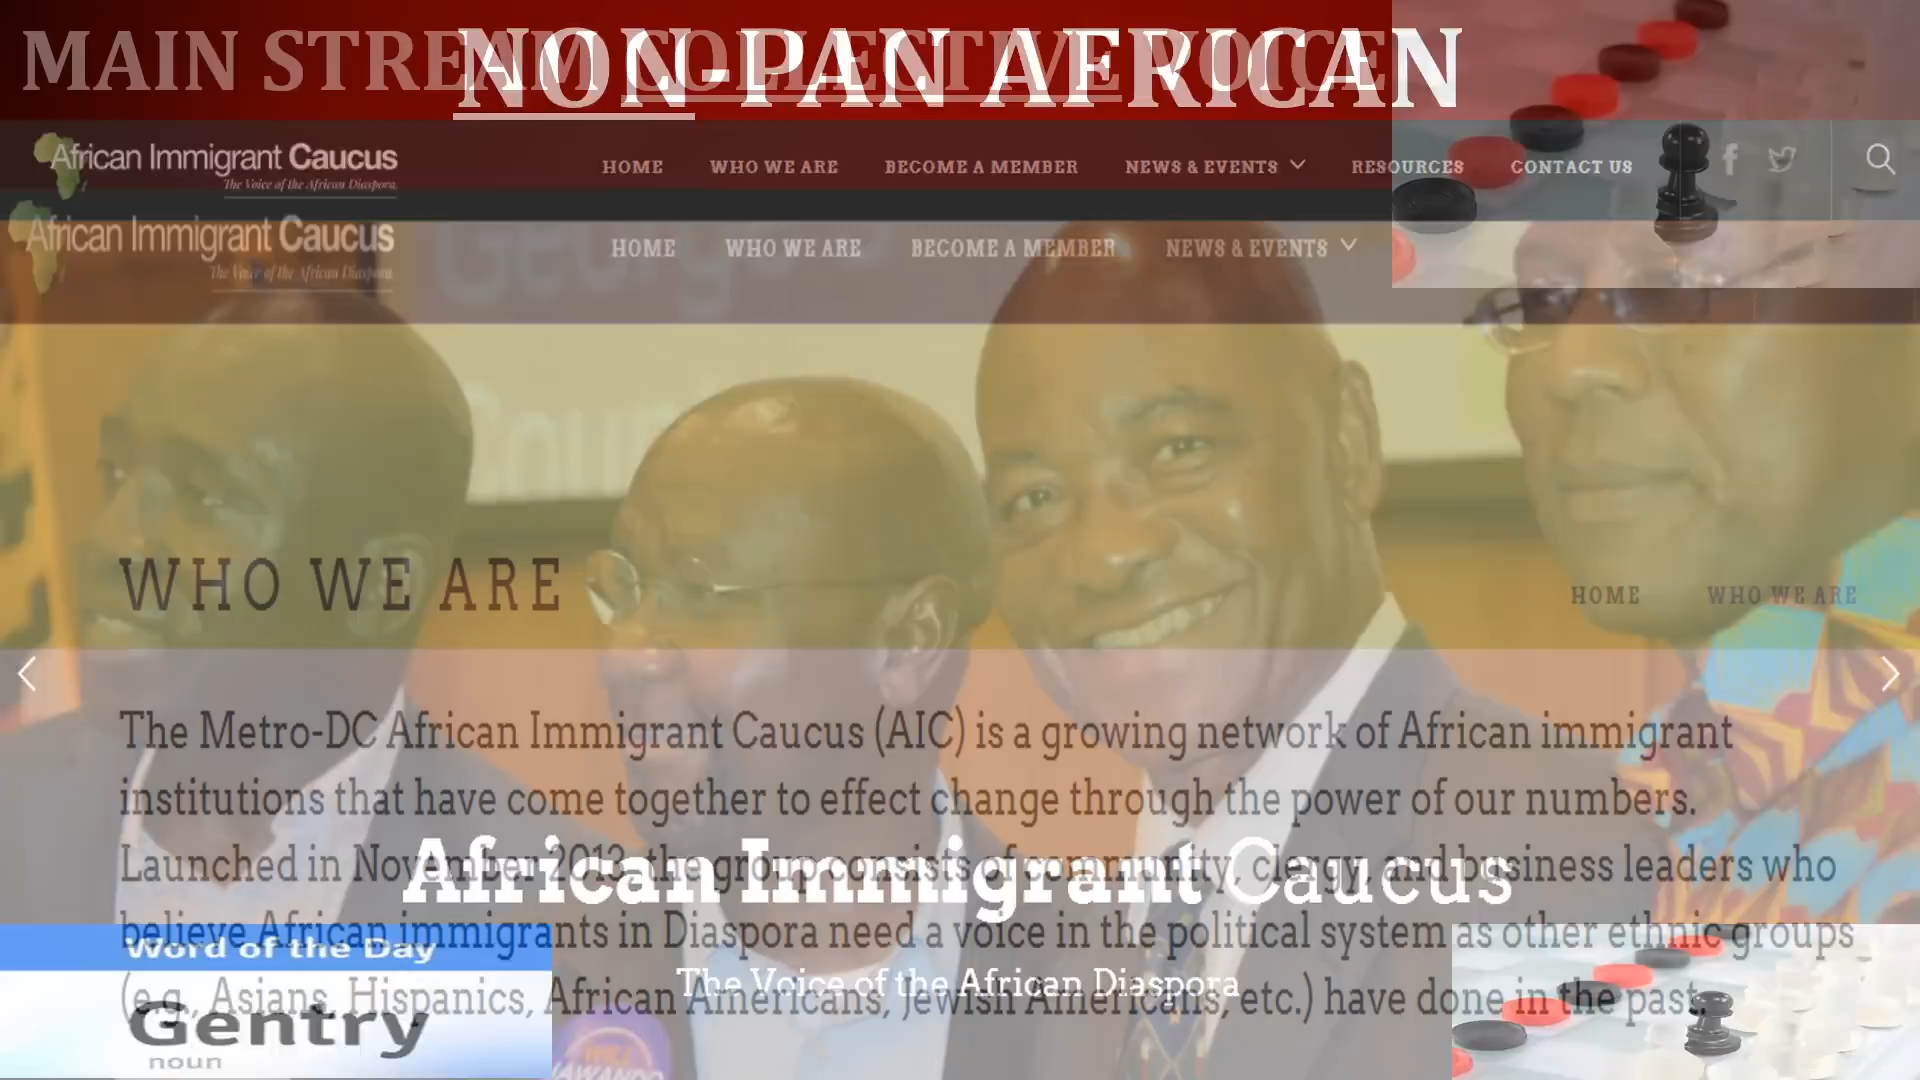 MAIN STREAM COLLECTIVE VOICE
NON-PAN AFRICAN
African Immigrant Caucus
The Voice of the African Diaspora
HOME WHO WE ARE BECOME A MEMBER NEWS & EVENTS RESOURCES CONTACT US
African Immigrant Caucus
The Voice of the African Diaspora
HOME WHO WE ARE BECOME A MEMBER NEWS & EVENTS
WHO WE ARE
HOME WHO WE ARE
The Metro-DC African Immigrant Caucus (AIC) is a growing network of African immigrant
institutions that have come together to effect change through the power of our numbers.
Launched in November 2013, the group consists of community, clergy, and business leaders who
believe African immigrants in Diaspora need a voice in the political system as other ethnic groups
(e.g., Asians, Hispanics, African Americans, Jewish Americans, etc.) have done in the past.
African Immigrant Caucus
The Voice of the African Diaspora
Word of the Day
Gentry
noun